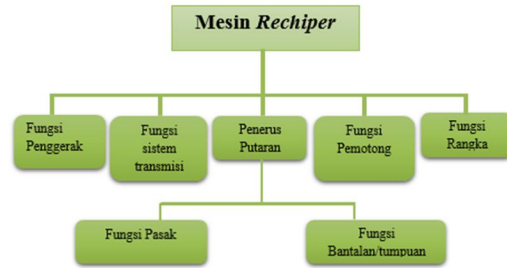 Mesin Rechiper
Fungsi
Penggerak
Fungsi
sistem
transmisi
Penerus
Putaran
Fungsi
Pemotong
Fungsi
Rangka
Fungsi Pasak
Fungsi
Bantalan/tumpuan